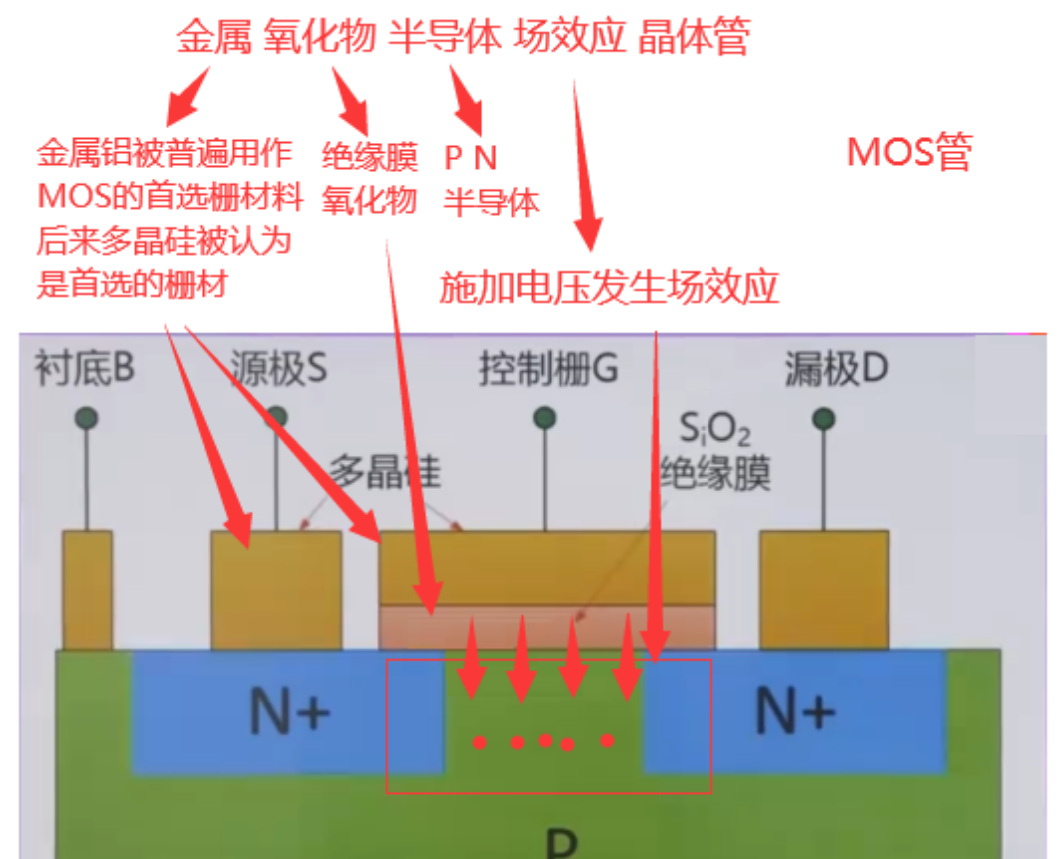 金属 氧化物 半导体 场效应 晶体管
金属铝被普遍用作
MOS的首选栅材料
后来多晶硅被认为
是首选的栅材
绝缘膜
氧化物
P N
半导体
MOS管
施加电压发生场效应
衬底B
源极S
控制栅G
漏极D
多晶硅
SiO2
绝缘膜
N+
N+
P